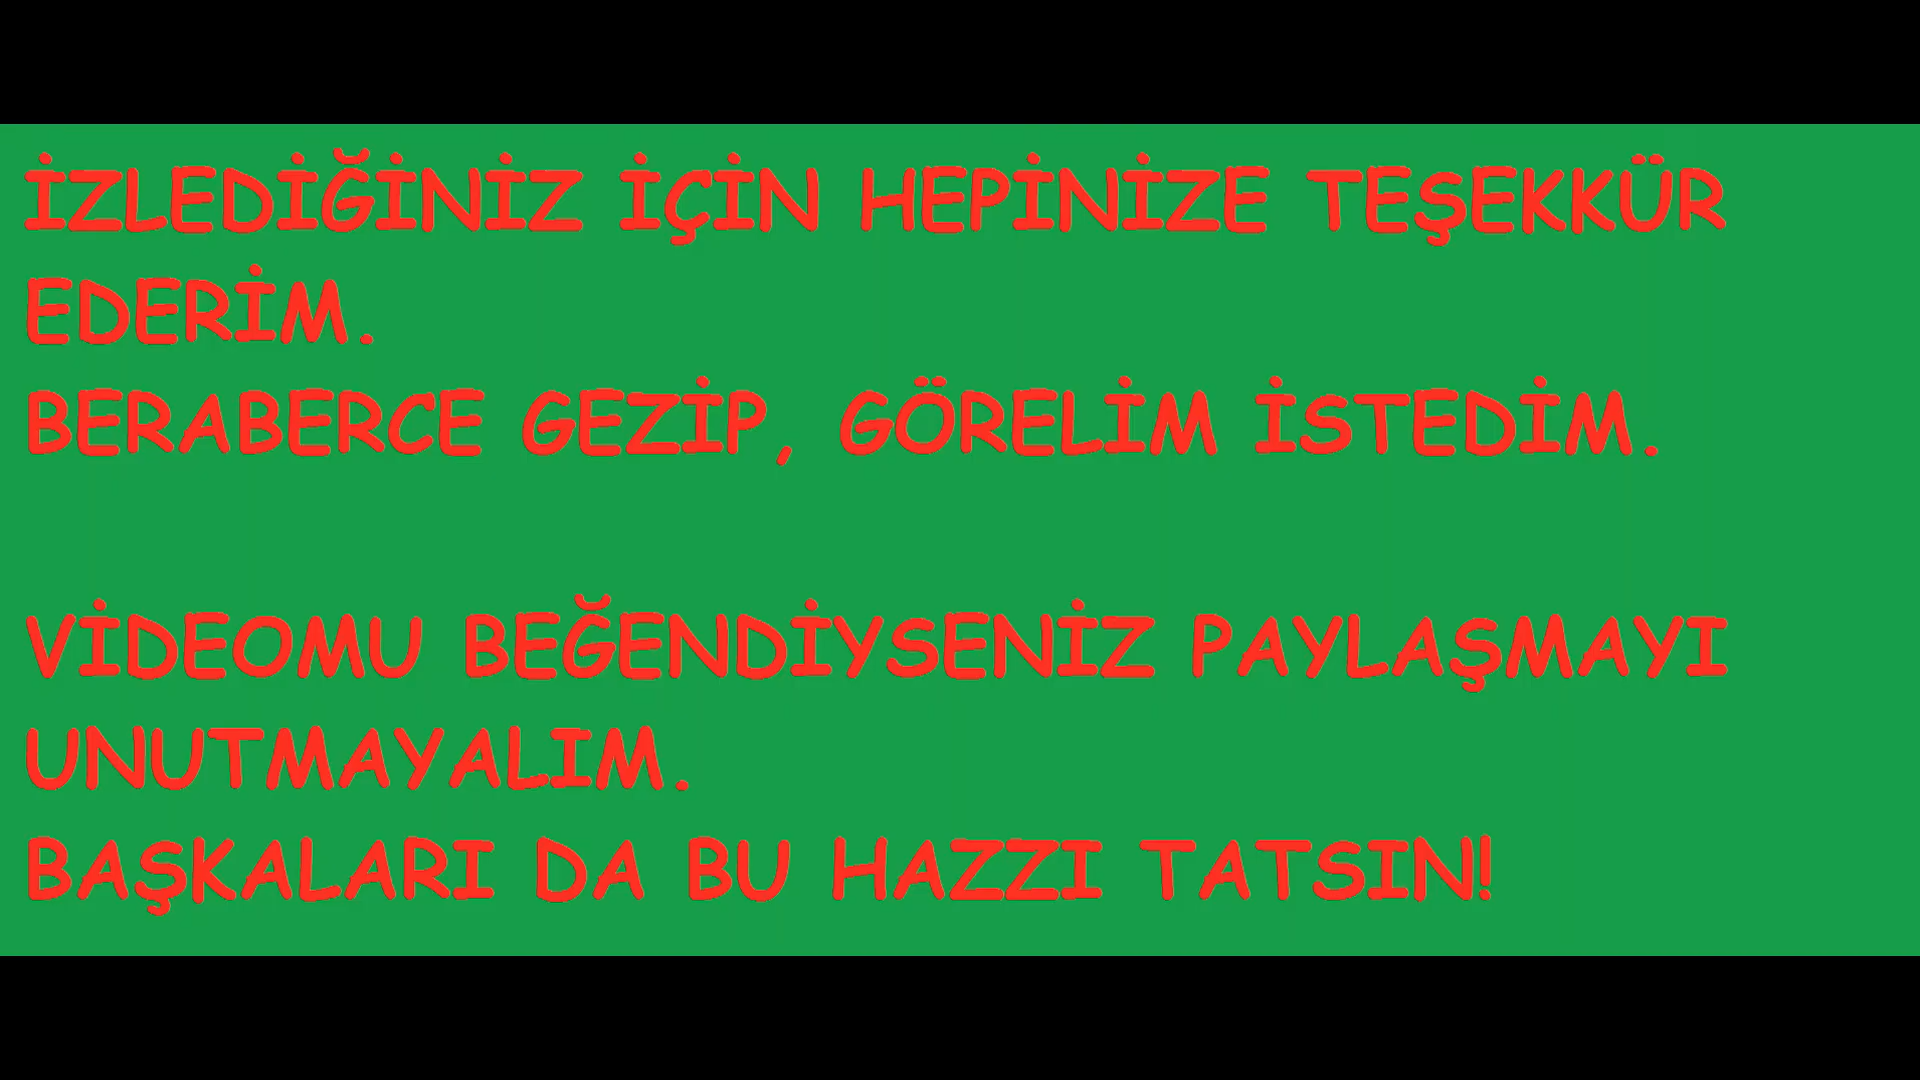 İZLEDİĞİNİZ İÇİN HEPİNİZE TEŞEKKÜR
EDERİM.
BERABERCE GEZİP, GÖRELİM İSTEDİM.
VİDEOMU BEĞENDİYSENİZ PAYLAŞMAYI
UNUTMAYALIM.
BAŞKALARI DA BU HAZZI TATSIN!